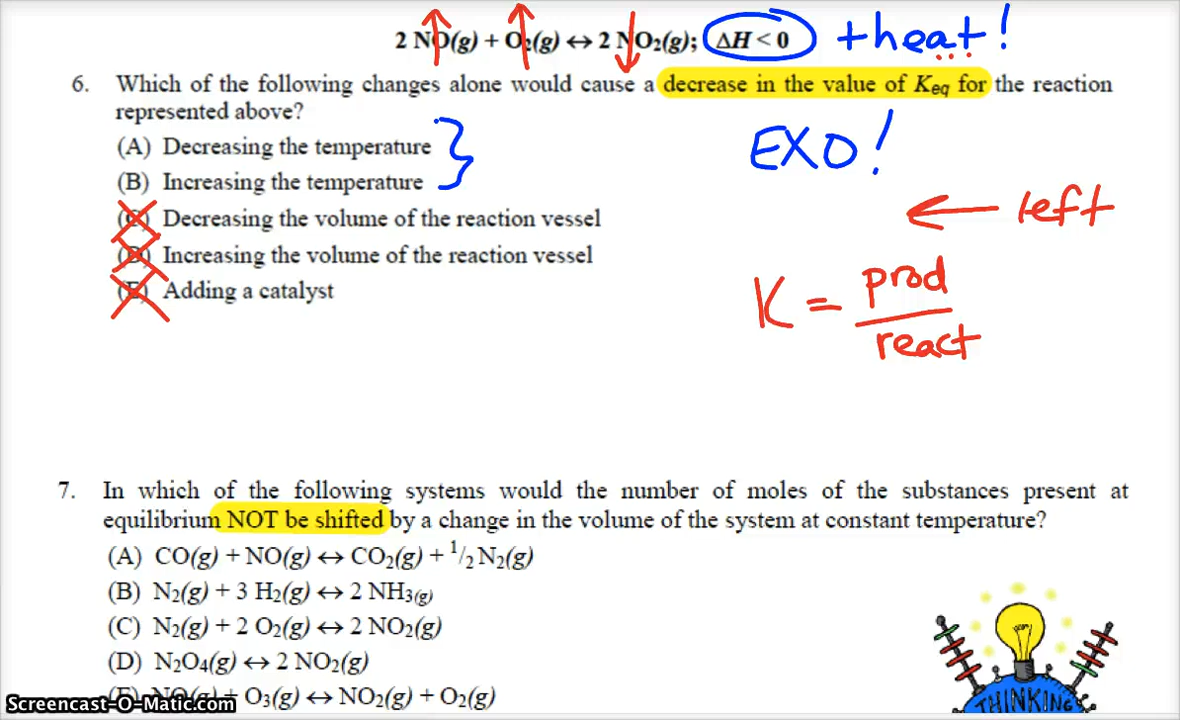 2 NO(g) + O2(g) ↔ 2 NO2(g); ΔH < 0 + heat!
6. Which of the following changes alone would cause a decrease in the value of Keq for the reaction
represented above?
(A) Decreasing the temperature
EXO!
(B) Increasing the temperature
(C) Decreasing the volume of the reaction vessel
← left
(D) Increasing the volume of the reaction vessel
(E) Adding a catalyst
K = prod
react
7. In which of the following systems would the number of moles of the substances present at
equilibrium NOT be shifted by a change in the volume of the system at constant temperature?
(A) CO(g) + NO(g) ↔ CO2(g) + 1/2 N2(g)
(B) N2(g) + 3 H2(g) ↔ 2 NH3(g)
(C) N2(g) + 2 O2(g) ↔ 2 NO2(g)
(D) N2O4(g) ↔ 2 NO2(g)
(E) NO(g) + O3(g) ↔ NO2(g) + O2(g)
THINKING
Screencast-O-Matic.com